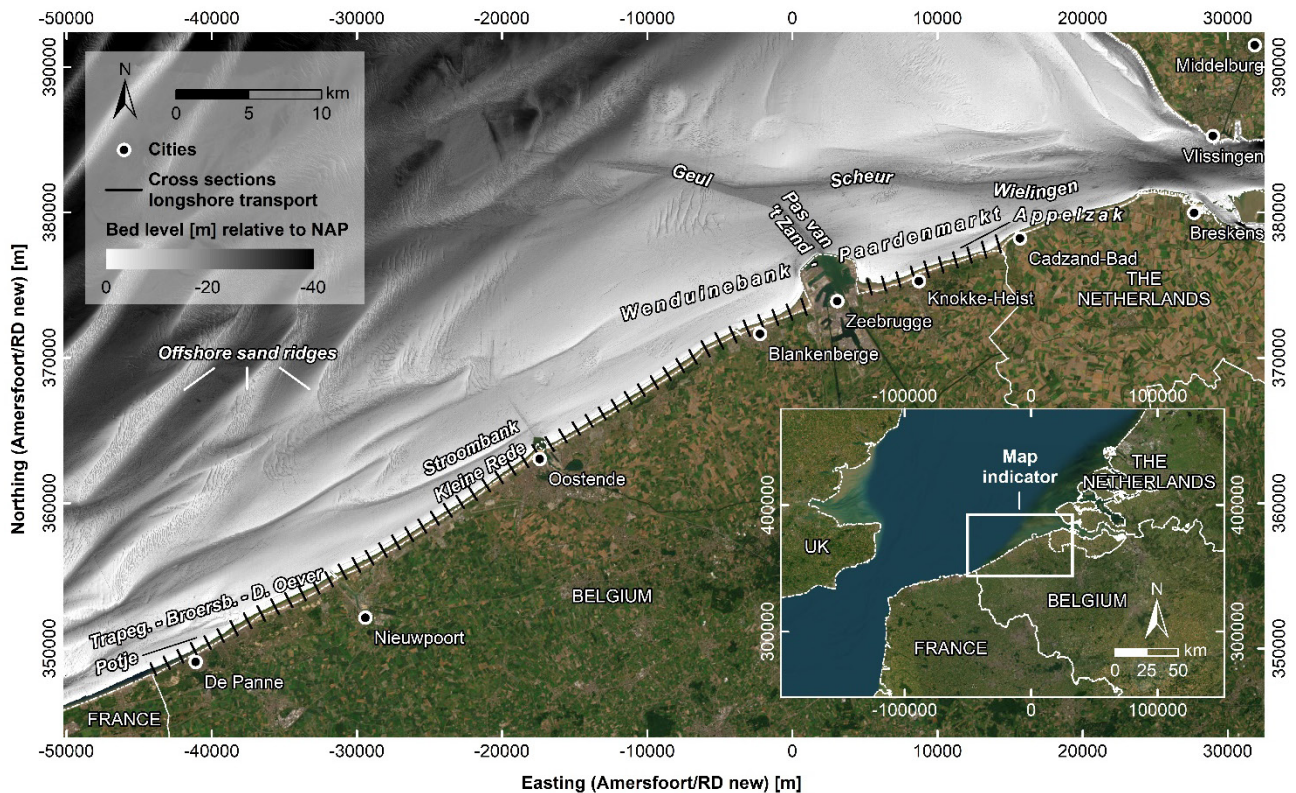 -50000 -40000 -30000 -20000 -10000 0 10000 20000 30000
N
km
0 5 10
Cities
Cross sections
longshore transport
Bed level [m] relative to NAP
0 -20 -40
Offshore sand ridges
Geul
Scheur
Wielingen
Pas van
't Zand
Paardenmarkt
Appelzak
Wenduinebank
Stroombank
Kleine Rede
Trapeg. - Broersb. - D. Oever
Potje
Middelburg
Vlissingen
Breskens
Cadzand-Bad
THE
NETHERLANDS
Knokke-Heist
Zeebrugge
Blankenberge
Oostende
Nieuwpoort
De Panne
BELGIUM
FRANCE
390000
380000
370000
360000
350000
Northing (Amersfoort/RD new) [m]
390000
380000
370000
360000
350000
-100000 0 100000
Map
indicator
THE
NETHERLANDS
UK
BELGIUM
FRANCE
N
km
0 25 50
400000
300000
400000
300000
-100000 0 100000
-50000 -40000 -30000 -20000 -10000 0 10000 20000 30000
Easting (Amersfoort/RD new) [m]